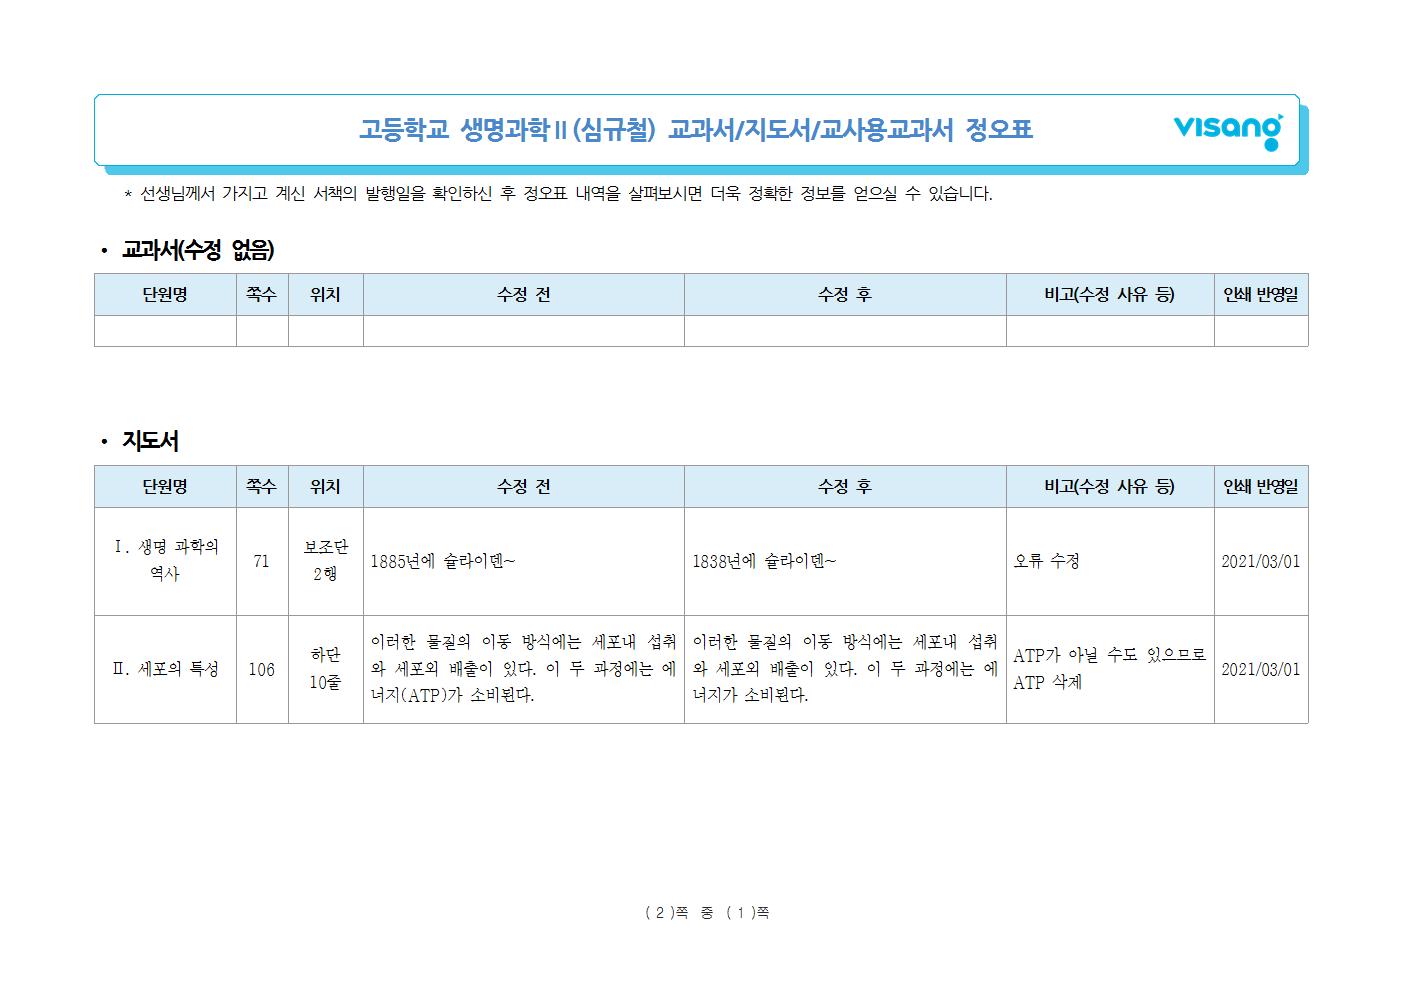 고등학교 생명과학Ⅱ(심규철) 교과서/지도서/교사용교과서 정오표
visang
* 선생님께서 가지고 계신 서책의 발행일을 확인하신 후 정오표 내역을 살펴보시면 더욱 정확한 정보를 얻으실 수 있습니다.
• 교과서(수정 없음)
단원명 쪽수 위치 수정 전 수정 후 비고(수정 사유 등) 인쇄 반영일
• 지도서
단원명 쪽수 위치 수정 전 수정 후 비고(수정 사유 등) 인쇄 반영일
Ⅰ. 생명 과학의
역사
71
보조단
2행
1885년에 슐라이덴~
1838년에 슐라이덴~
오류 수정
2021/03/01
Ⅱ. 세포의 특성
106
하단
10줄
이러한 물질의 이동 방식에는 세포내 섭취
와 세포외 배출이 있다. 이 두 과정에는 에
너지(ATP)가 소비된다.
이러한 물질의 이동 방식에는 세포내 섭취
와 세포외 배출이 있다. 이 두 과정에는 에
너지가 소비된다.
ATP가 아닐 수도 있으므로
ATP 삭제
2021/03/01
( 2 )쪽 중 ( 1 )쪽